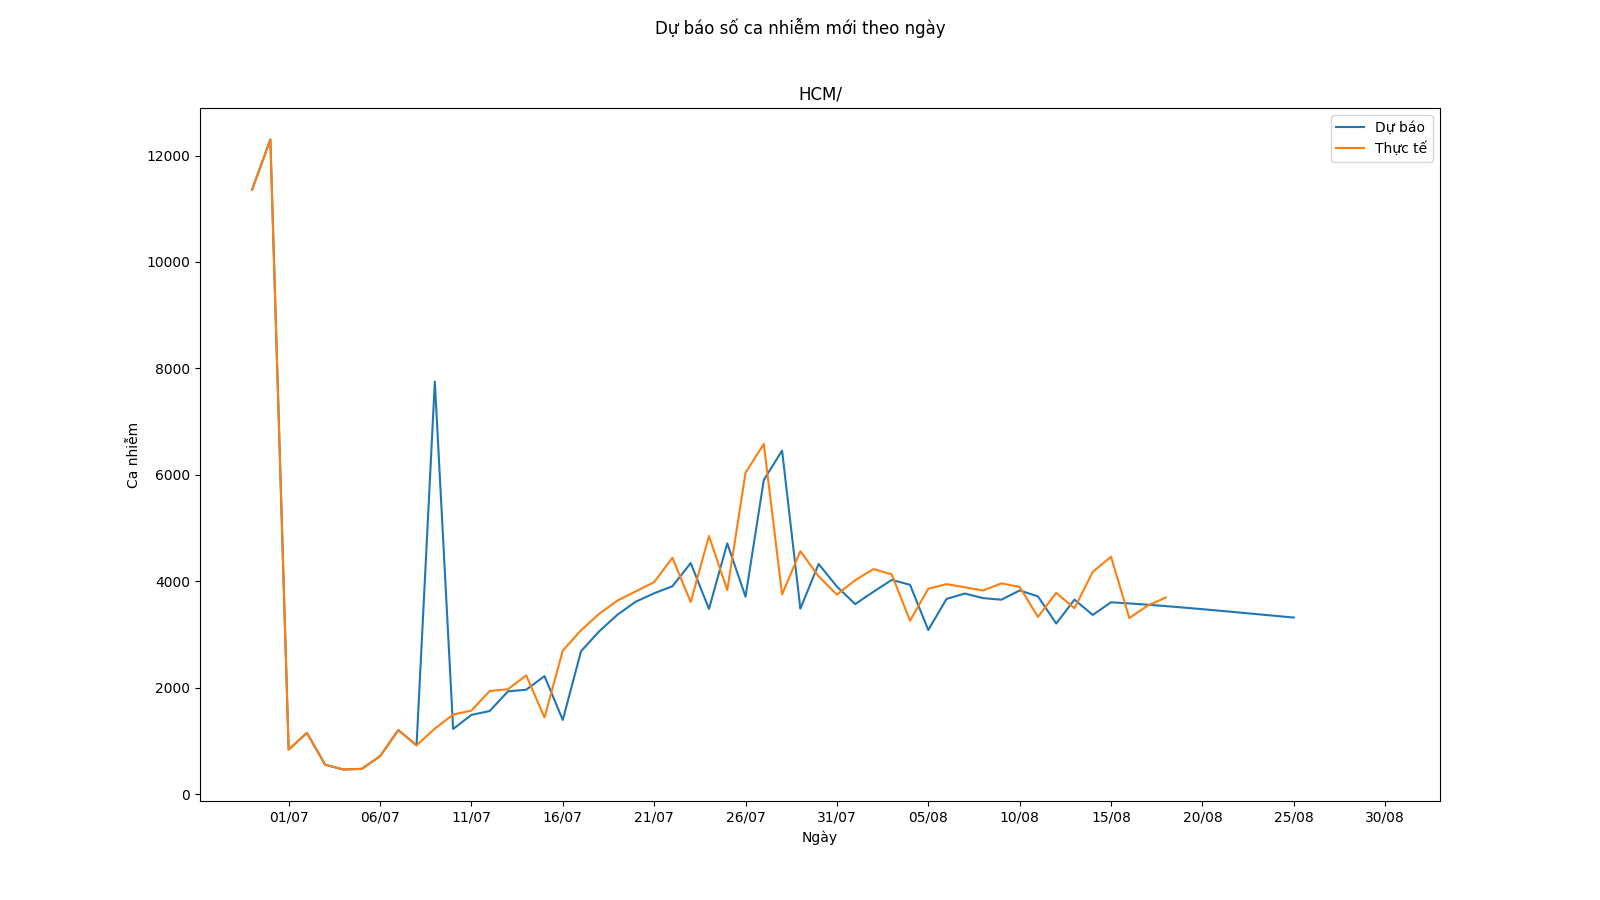 Dự báo số ca nhiễm mới theo ngày
HCM/
Dự báo
Thực tế
12000
10000
8000
6000
4000
2000
0
Ca nhiễm
01/07 06/07 11/07 16/07 21/07 26/07 31/07 05/08 10/08 15/08 20/08 25/08 30/08
Ngày